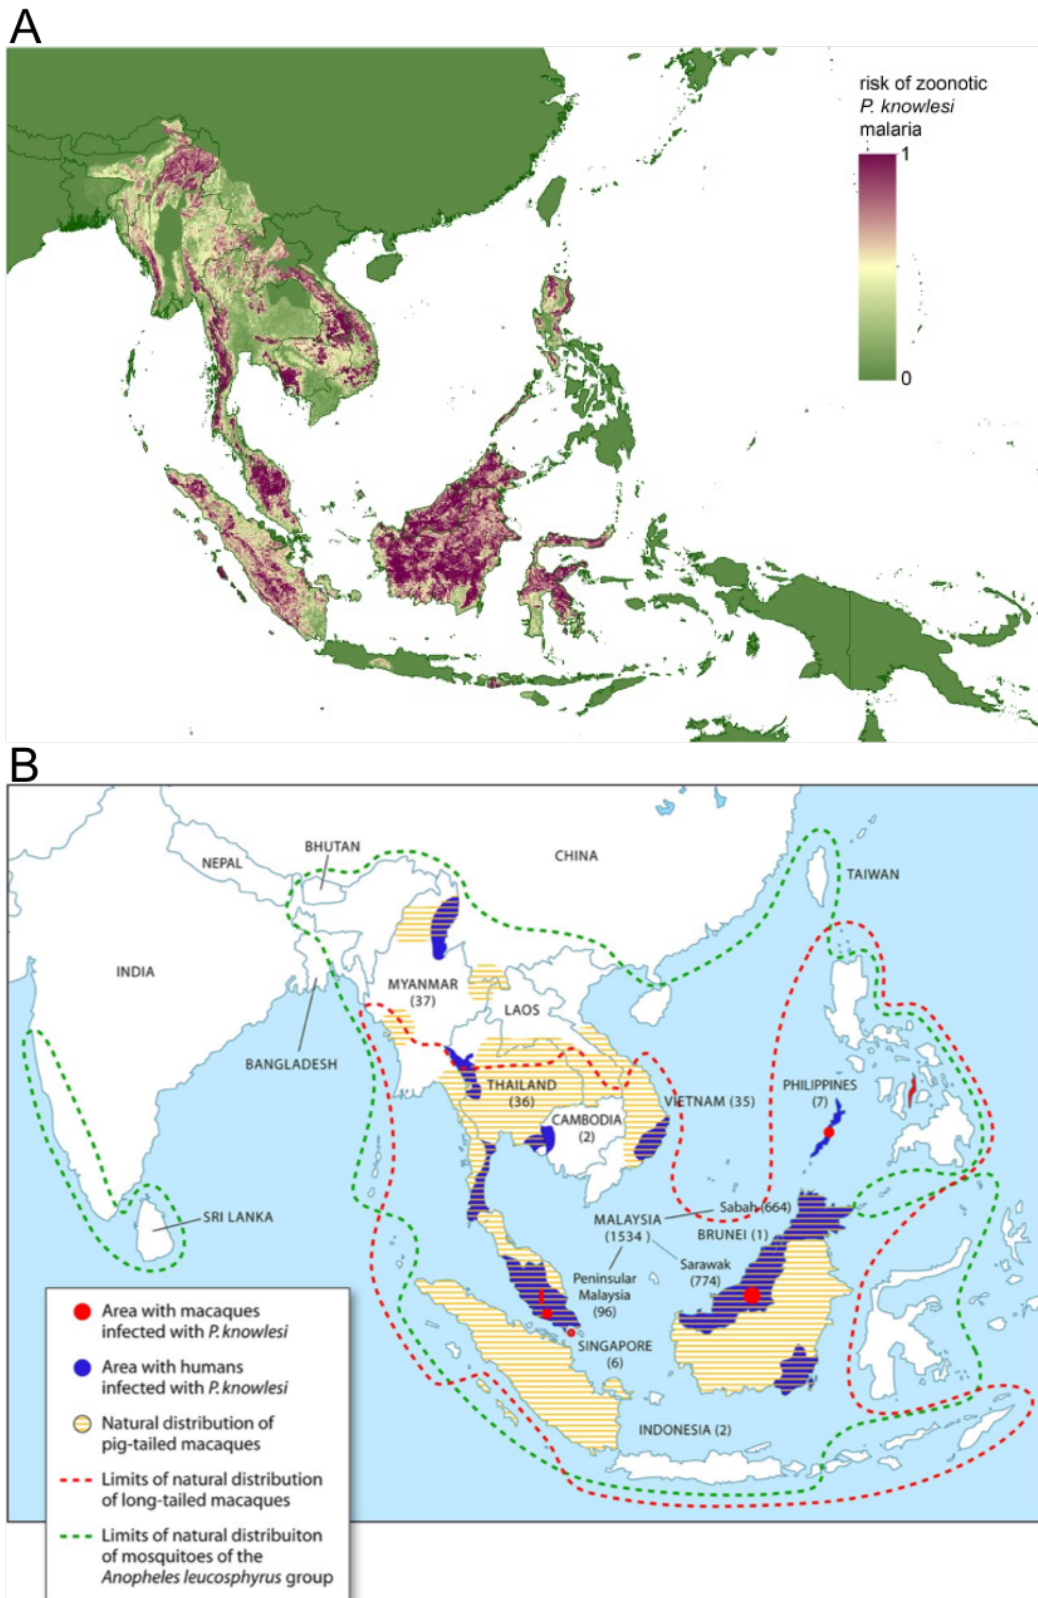 A
risk of zoonotic
P. knowlesi
malaria
1
0
B
BHUTAN
NEPAL
CHINA
TAIWAN
INDIA
MYANMAR
(37)
LAOS
BANGLADESH
THAILAND
(36)
VIETNAM (35)
PHILIPPINES
(7)
CAMBODIA
(2)
SRI LANKA
Sabah (664)
MALAYSIA
(1534 )
BRUNEI (1)
Sarawak
(774)
Peninsular
Malaysia
(96)
SINGAPORE
(6)
INDONESIA (2)
Area with macaques
infected with P.knowlesi
Area with humans
infected with P.knowlesi
Natural distribution of
pig-tailed macaques
Limits of natural distribution
of long-tailed macaques
Limits of natural distribuiton
of mosquitoes of the
Anopheles leucosphyrus group